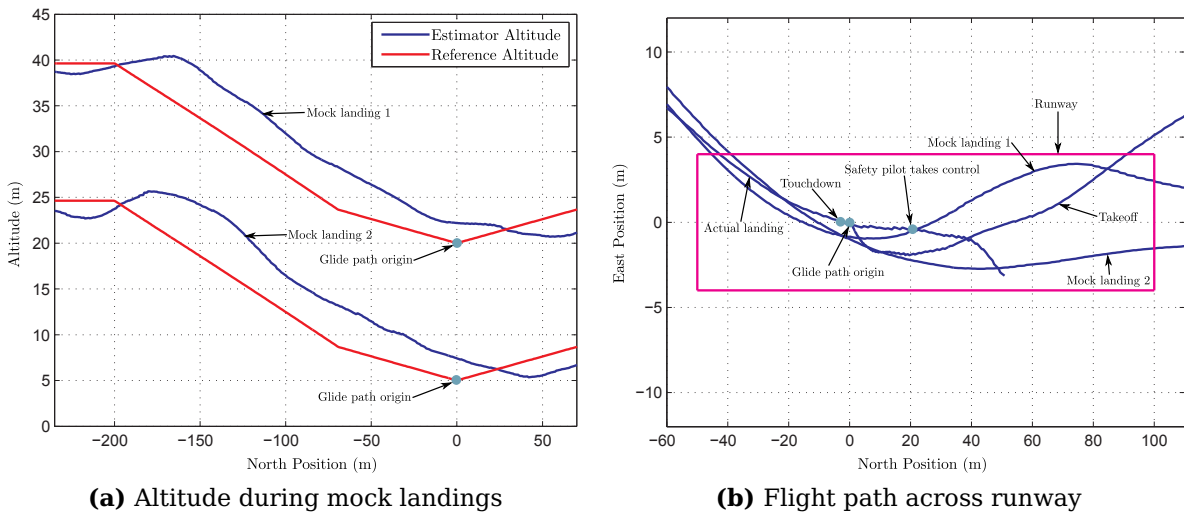 45
40
35
30
25
20
15
10
5
0
Altitude (m)
Estimator Altitude
Reference Altitude
Mock landing 1
Glide path origin
Mock landing 2
Glide path origin
−200
−150
−100
−50
0
50
North Position (m)
(a) Altitude during mock landings
10
5
0
−5
−10
East Position (m)
Runway
Mock landing 1
Safety pilot takes control
Touchdown
Actual landing
Takeoff
Glide path origin
Mock landing 2
−60
−40
−20
0
20
40
60
80
100
North Position (m)
(b) Flight path across runway